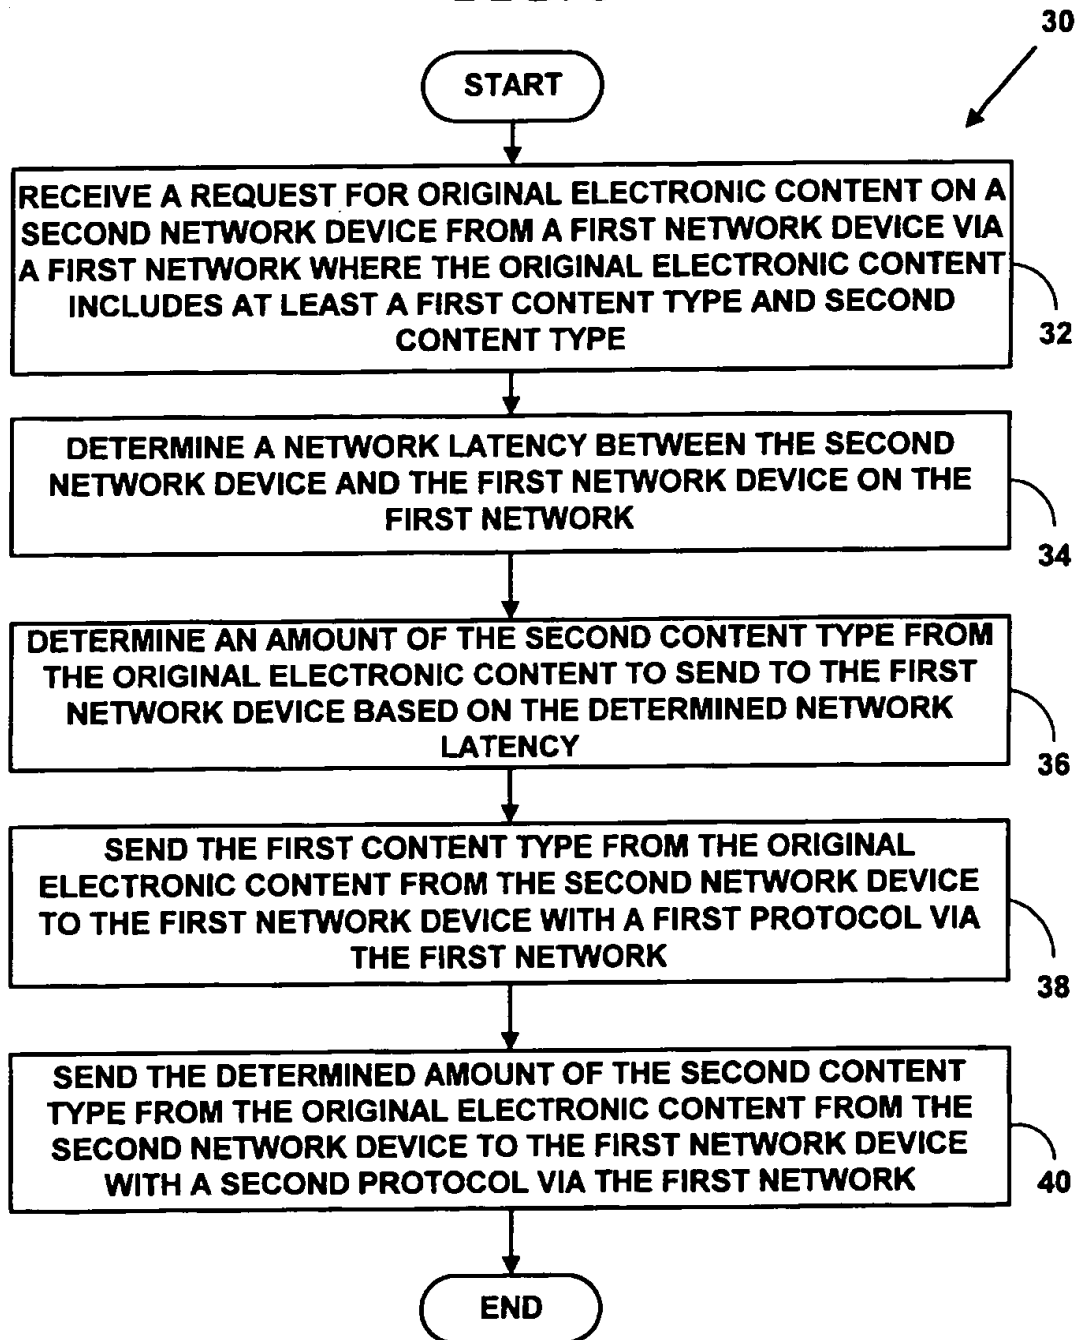 30
START
RECEIVE A REQUEST FOR ORIGINAL ELECTRONIC CONTENT ON A
SECOND NETWORK DEVICE FROM A FIRST NETWORK DEVICE VIA
A FIRST NETWORK WHERE THE ORIGINAL ELECTRONIC CONTENT
INCLUDES AT LEAST A FIRST CONTENT TYPE AND SECOND
CONTENT TYPE
32
DETERMINE A NETWORK LATENCY BETWEEN THE SECOND
NETWORK DEVICE AND THE FIRST NETWORK DEVICE ON THE
FIRST NETWORK
34
DETERMINE AN AMOUNT OF THE SECOND CONTENT TYPE FROM
THE ORIGINAL ELECTRONIC CONTENT TO SEND TO THE FIRST
NETWORK DEVICE BASED ON THE DETERMINED NETWORK
LATENCY
36
SEND THE FIRST CONTENT TYPE FROM THE ORIGINAL
ELECTRONIC CONTENT FROM THE SECOND NETWORK DEVICE
TO THE FIRST NETWORK DEVICE WITH A FIRST PROTOCOL VIA
THE FIRST NETWORK
38
SEND THE DETERMINED AMOUNT OF THE SECOND CONTENT
TYPE FROM THE ORIGINAL ELECTRONIC CONTENT FROM THE
SECOND NETWORK DEVICE TO THE FIRST NETWORK DEVICE
WITH A SECOND PROTOCOL VIA THE FIRST NETWORK
40
END